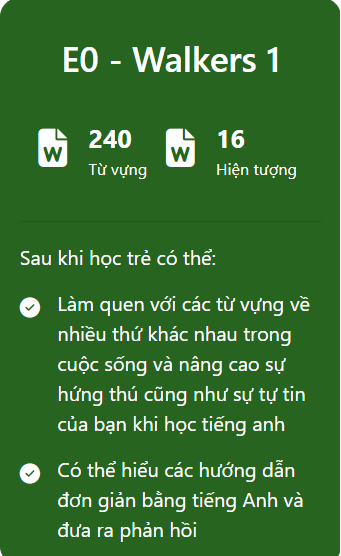 E0 - Walkers 1
240
16
Từ vựng
Hiện tượng
Sau khi học trẻ có thể:
Làm quen với các từ vựng về
nhiều thứ khác nhau trong
cuộc sống và nâng cao sự
hứng thú cũng như sự tự tin
của bạn khi học tiếng anh
Có thể hiểu các hướng dẫn
đơn giản bằng tiếng Anh và
đưa ra phản hồi